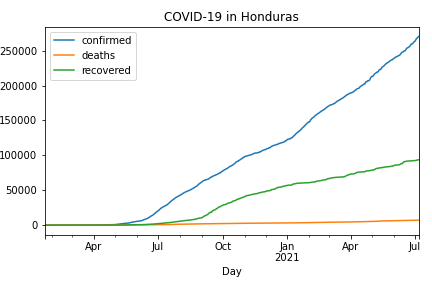 COVID-19 in Honduras
confirmed
deaths
recovered
250000
200000
150000
100000
50000
0
Apr Jul Oct Jan Apr Jul
2021
Day